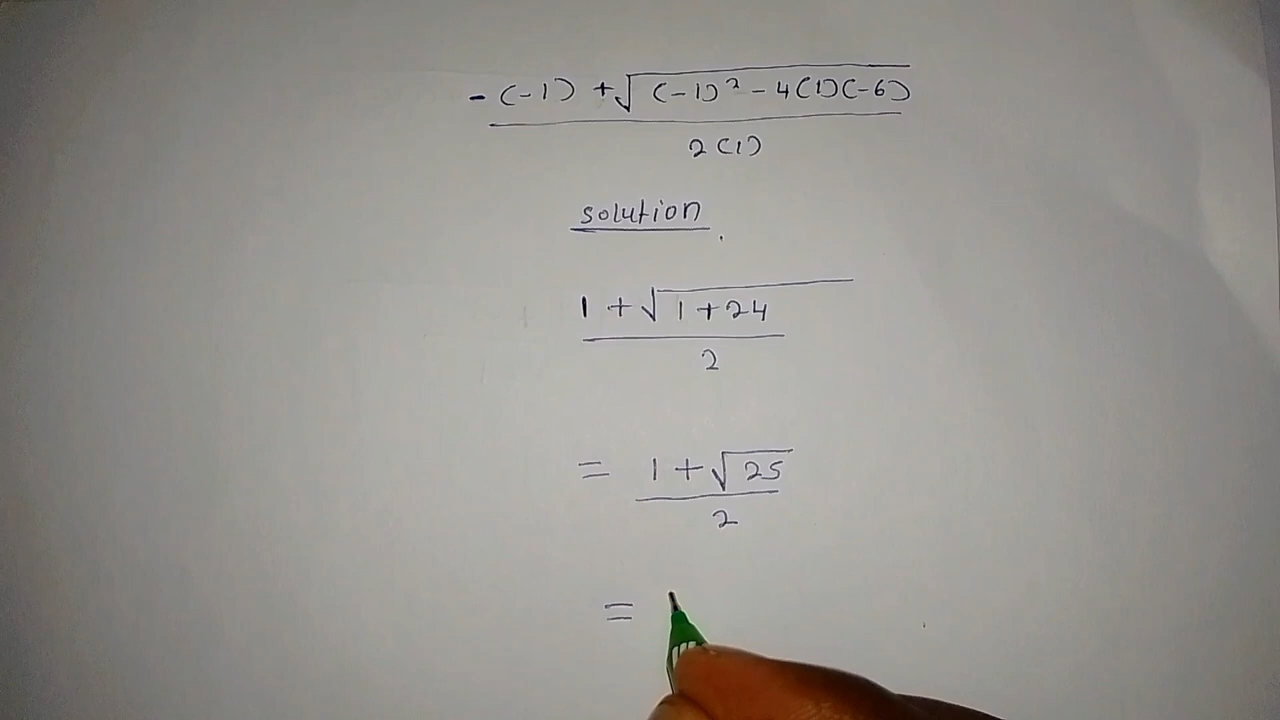 -(-1) + √(-1)² - 4(1)(-6)
2(1)
solution
1 + √1+24
2
= 1 + √25
2
=